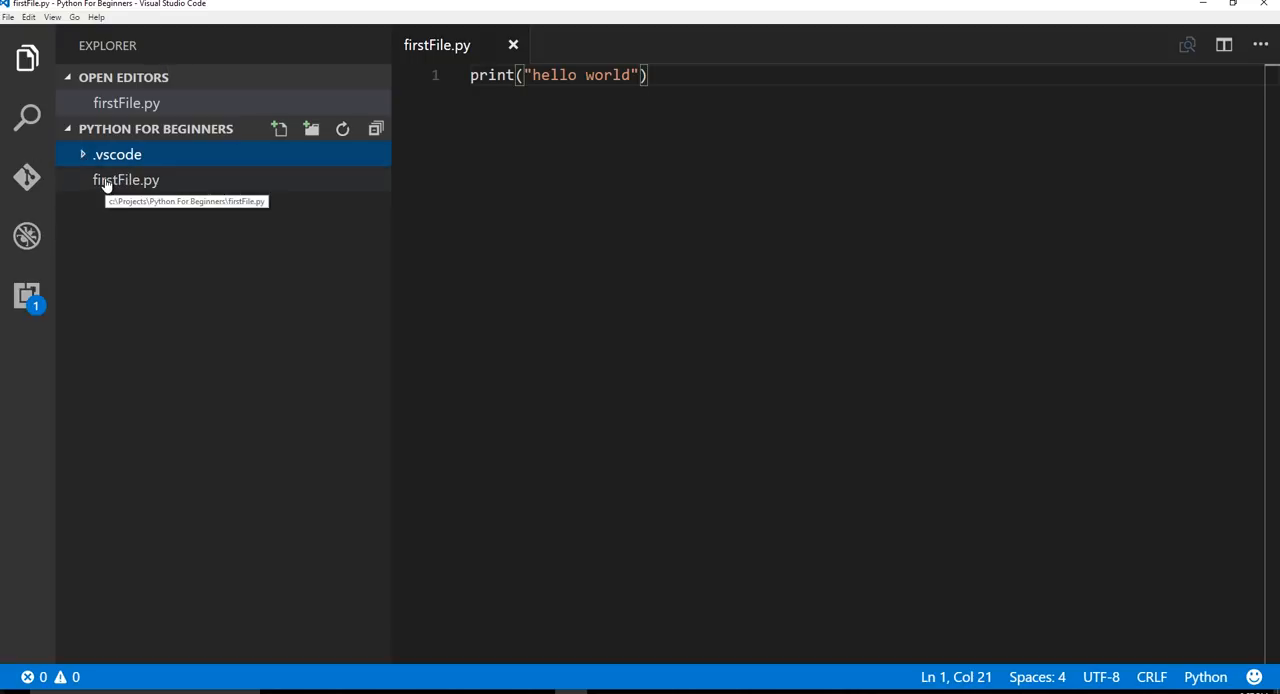 firstFile.py - Python For Beginners - Visual Studio Code
File Edit View Go Help
EXPLORER
OPEN EDITORS
firstFile.py
PYTHON FOR BEGINNERS
.vscode
firstFile.py
c:\Projects\Python For Beginners\firstFile.py
1
firstFile.py
1 print("hello world")
0 0
Ln 1, Col 21 Spaces: 4 UTF-8 CRLF Python